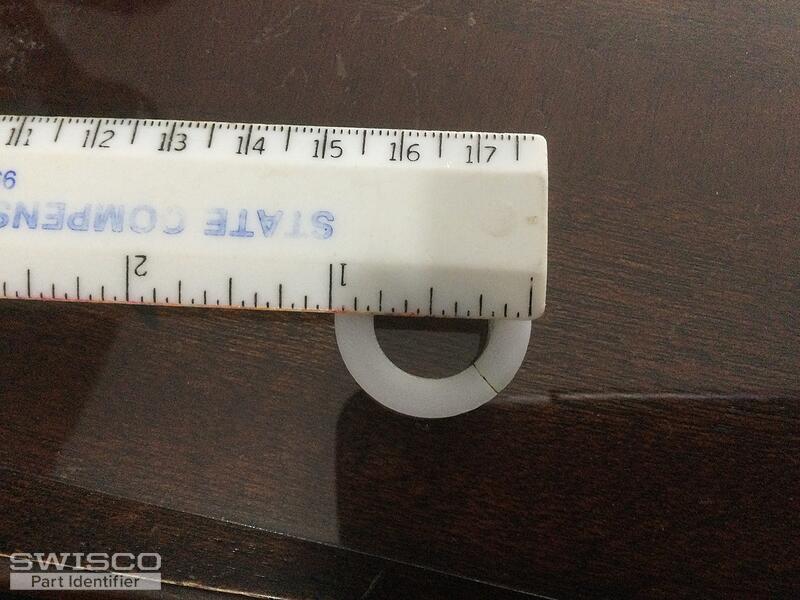 11 12 13 14 15 16 17
STATE COMPENS
2 1
SWISCO
Part Identifier